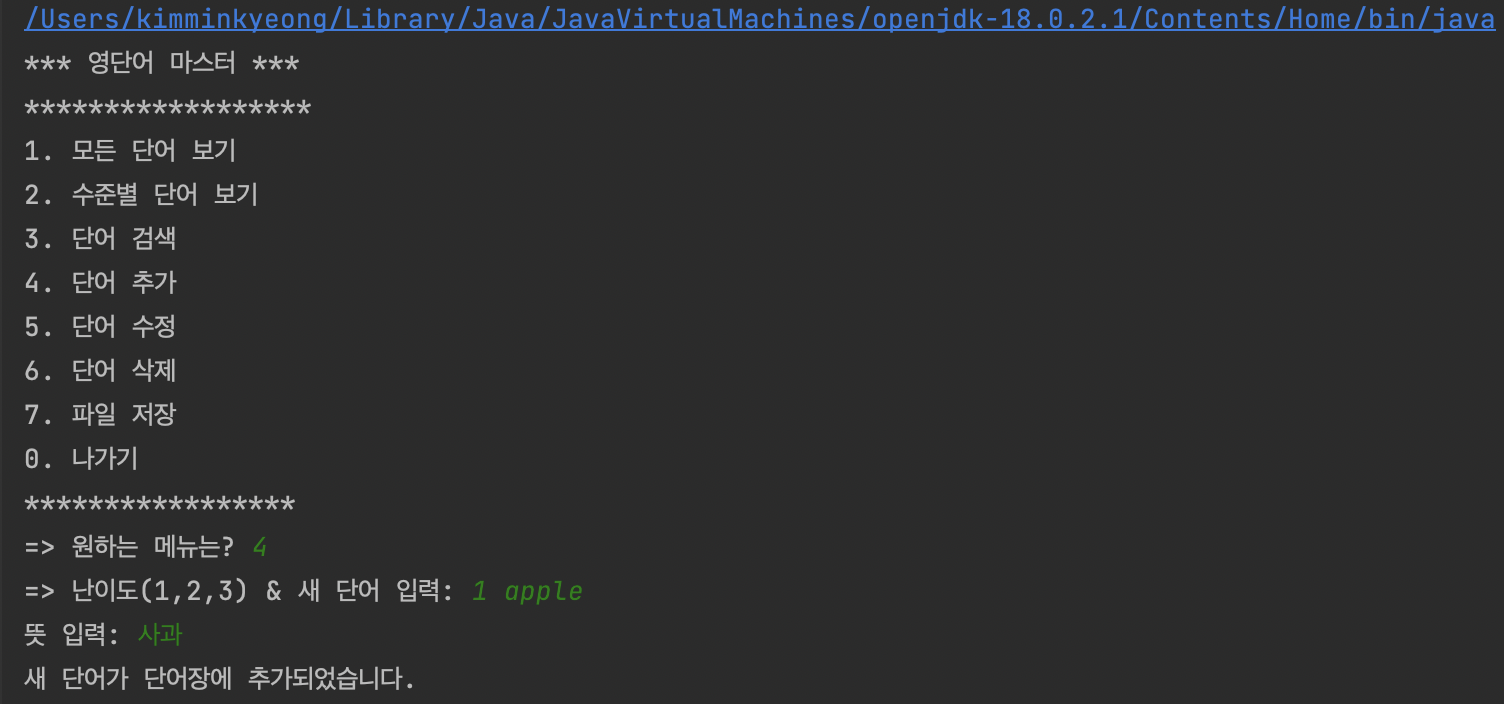 /Users/kimminkyeong/Library/Java/JavaVirtualMachines/openjdk-18.0.2.1/Contents/Home/bin/java
*** 영단어 마스터 ***
******************
1. 모든 단어 보기
2. 수준별 단어 보기
3. 단어 검색
4. 단어 추가
5. 단어 수정
6. 단어 삭제
7. 파일 저장
0. 나가기
*****************
=> 원하는 메뉴는? 4
=> 난이도(1,2,3) & 새 단어 입력: 1 apple
뜻 입력: 사과
새 단어가 단어장에 추가되었습니다.